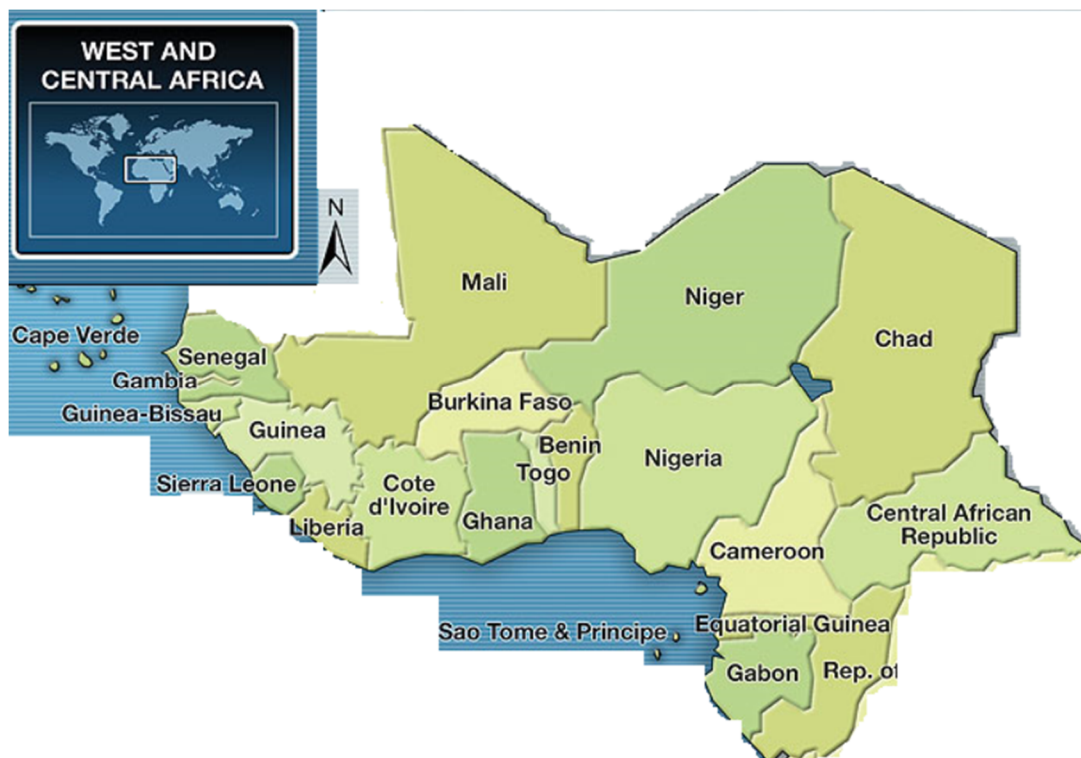 WEST AND
CENTRAL AFRICA
N
Mali
Niger
Chad
Cape Verde
Senegal
Gambia
Guinea-Bissau
Burkina Faso
Guinea
Benin
Togo
Nigeria
Sierra Leone
Cote
d'Ivoire
Ghana
Liberia
Central African
Republic
Cameroon
Equatorial Guinea
Sao Tome & Principe
Gabon
Rep. of